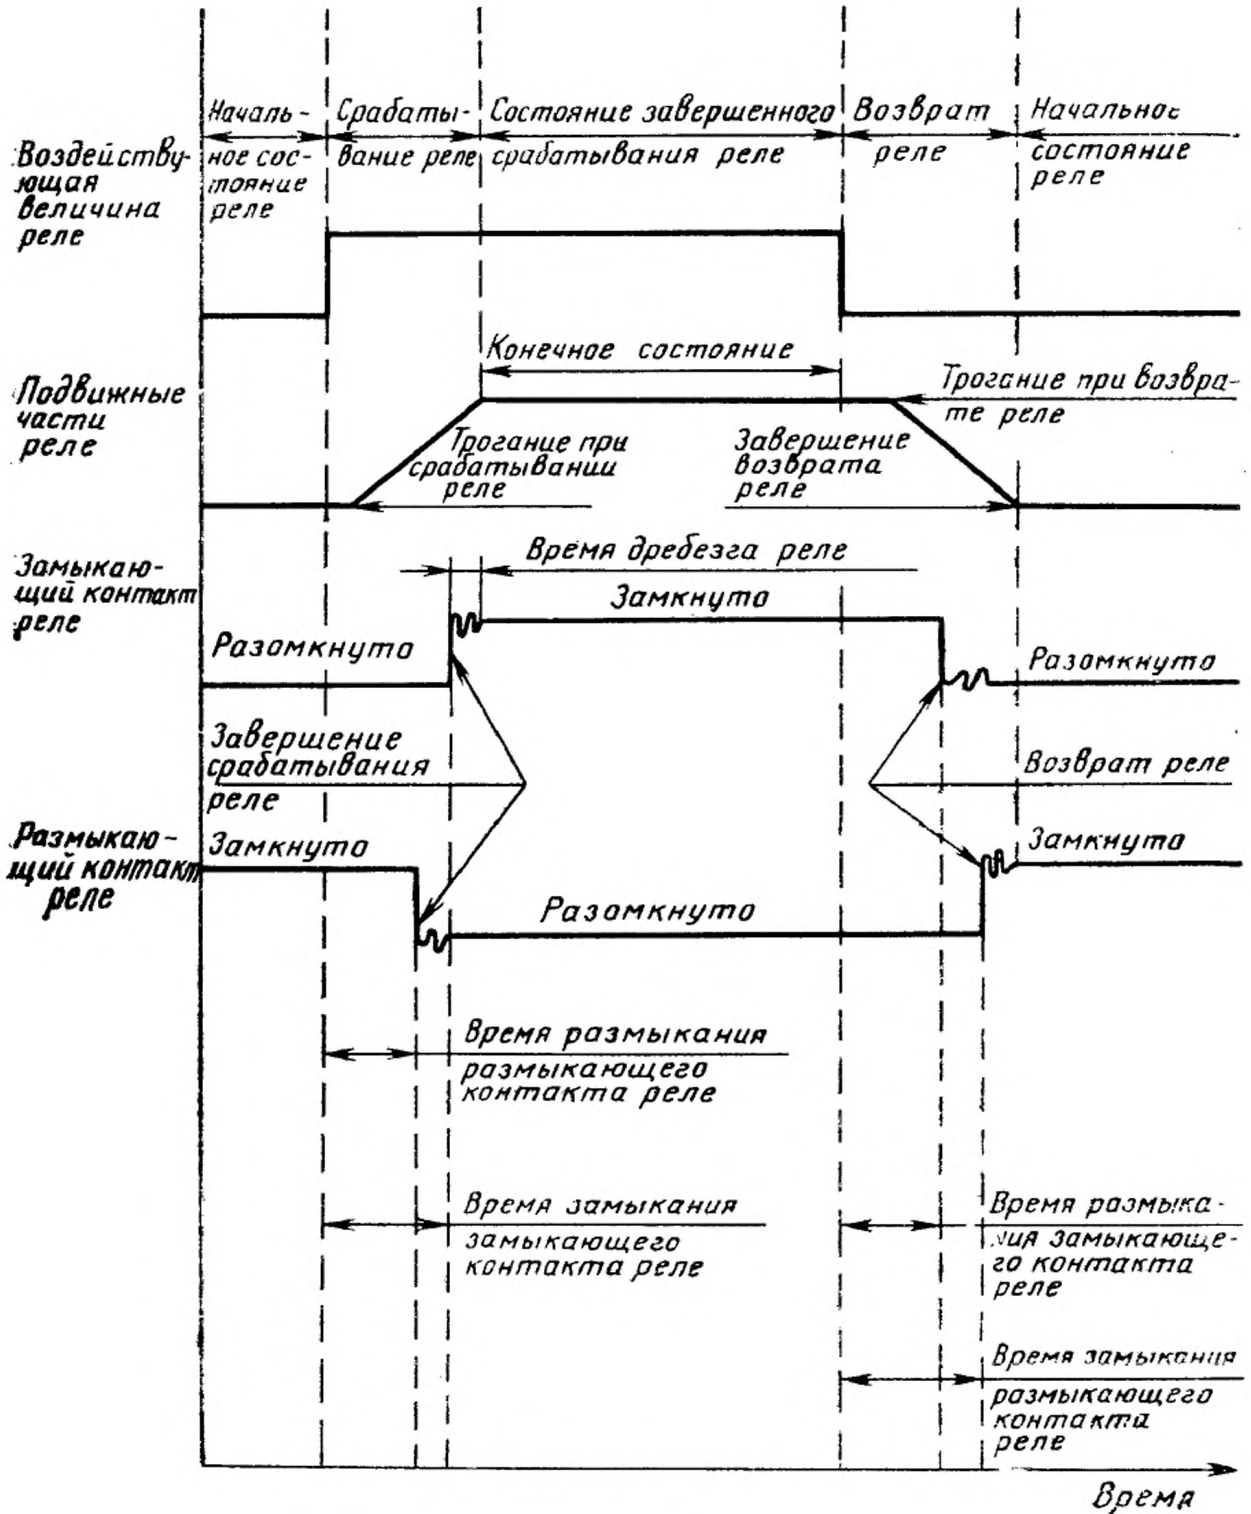 Началь-
ное сос-
тояние
реле
Срабаты-
вание реле
Состояние завершенного
срабатывания реле
Возврат
реле
Начальное
состояние
реле
Воздейству-
ющая
величина
реле
Конечное состояние
Подвижные
части
реле
Трогание при
срабатывании
реле
Завершение
возврата
реле
Трогание при возвра-
те реле
Время дребезга реле
Замыкаю-
щий контакт
реле
Разомкнуто
Замкнуто
Разомкнуто
Завершение
срабатывания
реле
Возврат реле
Размыкаю-
щий контакт
реле
Замкнуто
Разомкнуто
Замкнуто
Время размыкания
размыкающего
контакта реле
Время замыкания
замыкающего
контакта реле
Время размыка-
ния замыкающе-
го контакта
реле
Время замыкания
размыкающего
контакта
реле
Время